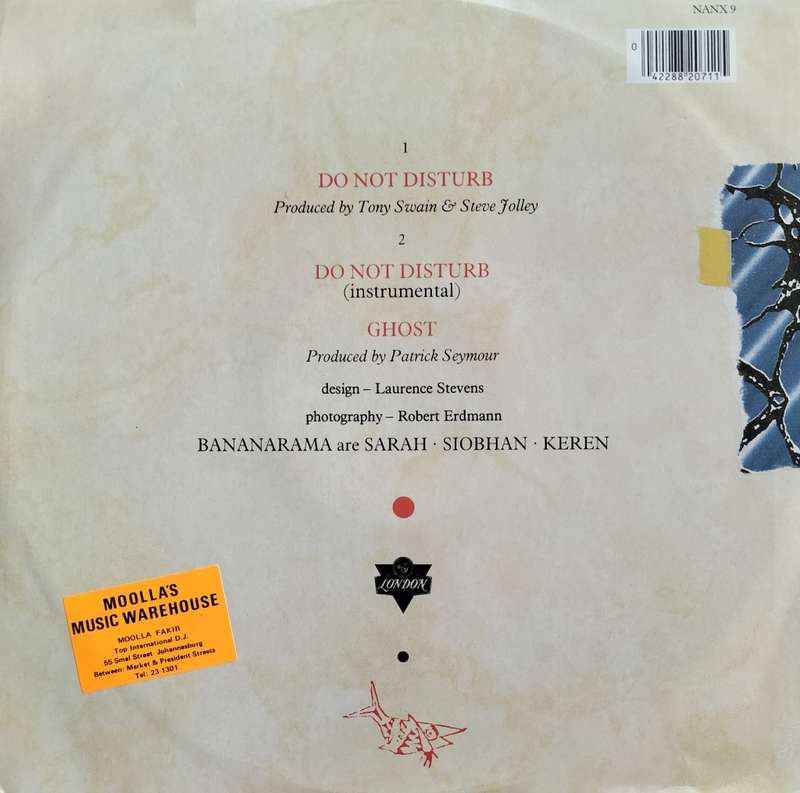 NANX 9
0
42288 20711
1
DO NOT DISTURB
Produced by Tony Swain & Steve Jolley
2
DO NOT DISTURB
(instrumental)
GHOST
Produced by Patrick Seymour
design – Laurence Stevens
photography – Robert Erdmann
BANANARAMA are SARAH · SIOBHAN · KEREN
LONDON
MOOLLA'S
MUSIC WAREHOUSE
MOOLLA FAKIR
Top International D.J.
55 Smal Street Johannesburg
Between: Market & President Streets
Tel: 23-1301